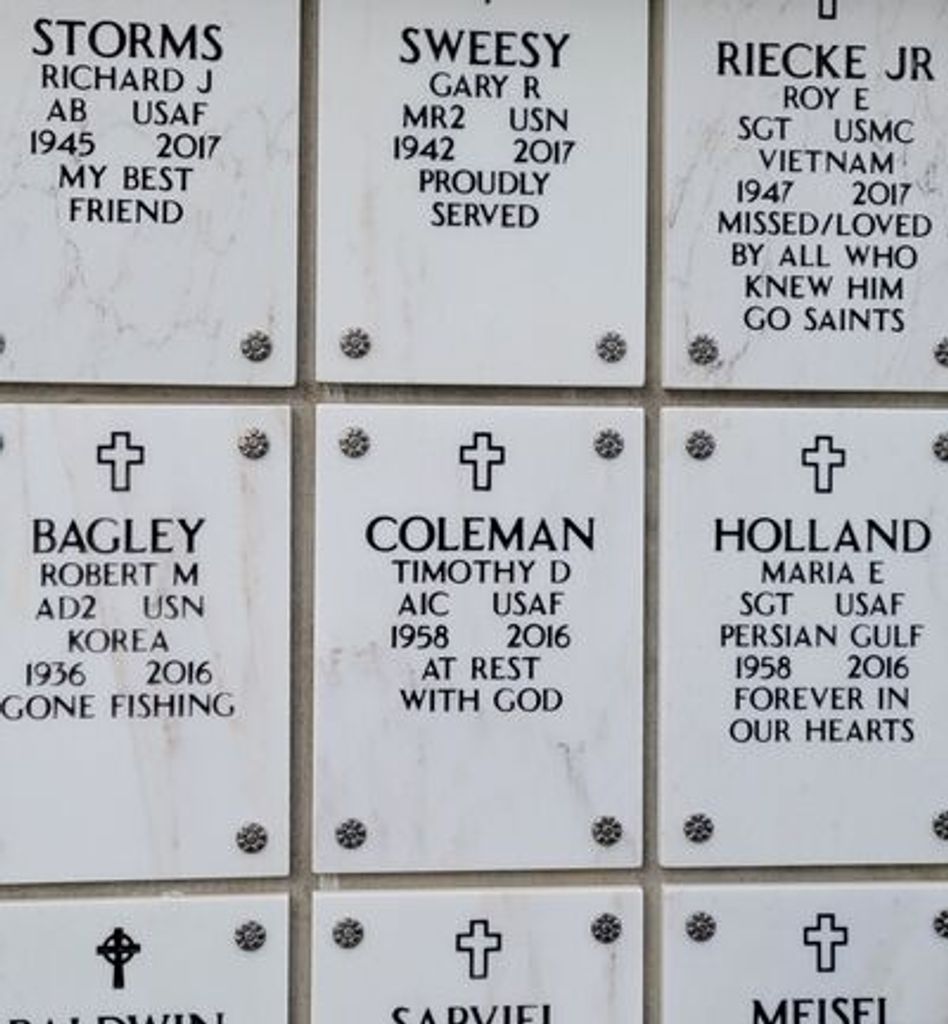 STORMS
RICHARD J
AB USAF
1945 2017
MY BEST
FRIEND
SWEESY
GARY R
MR2 USN
1942 2017
PROUDLY
SERVED
RIECKE JR
ROY E
SGT USMC
VIETNAM
1947 2017
MISSED/LOVED
BY ALL WHO
KNEW HIM
GO SAINTS
BAGLEY
ROBERT M
AD2 USN
KOREA
1936 2016
GONE FISHING
COLEMAN
TIMOTHY D
A1C USAF
1958 2016
AT REST
WITH GOD
HOLLAND
MARIA E
SGT USAF
PERSIAN GULF
1958 2016
FOREVER IN
OUR HEARTS
BALDWIN
MEISEL